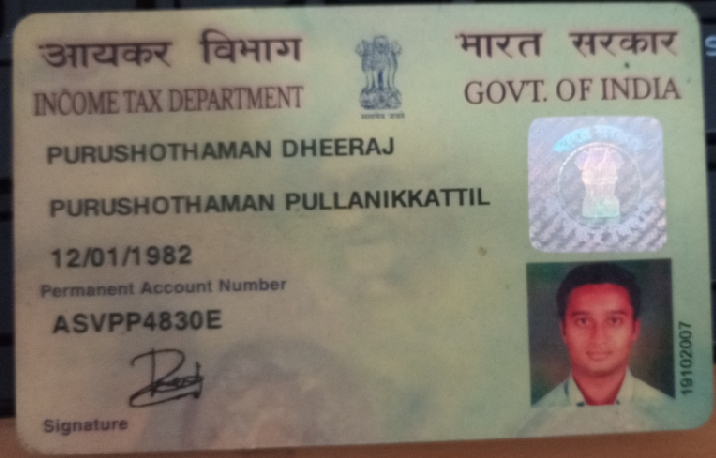 आयकर विभाग
भारत सरकार
INCOME TAX DEPARTMENT
GOVT. OF INDIA
PURUSHOTHAMAN DHEERAJ
PURUSHOTHAMAN PULLANIKKATTIL
12/01/1982
Permanent Account Number
ASVPP4830E
Signature
19102007